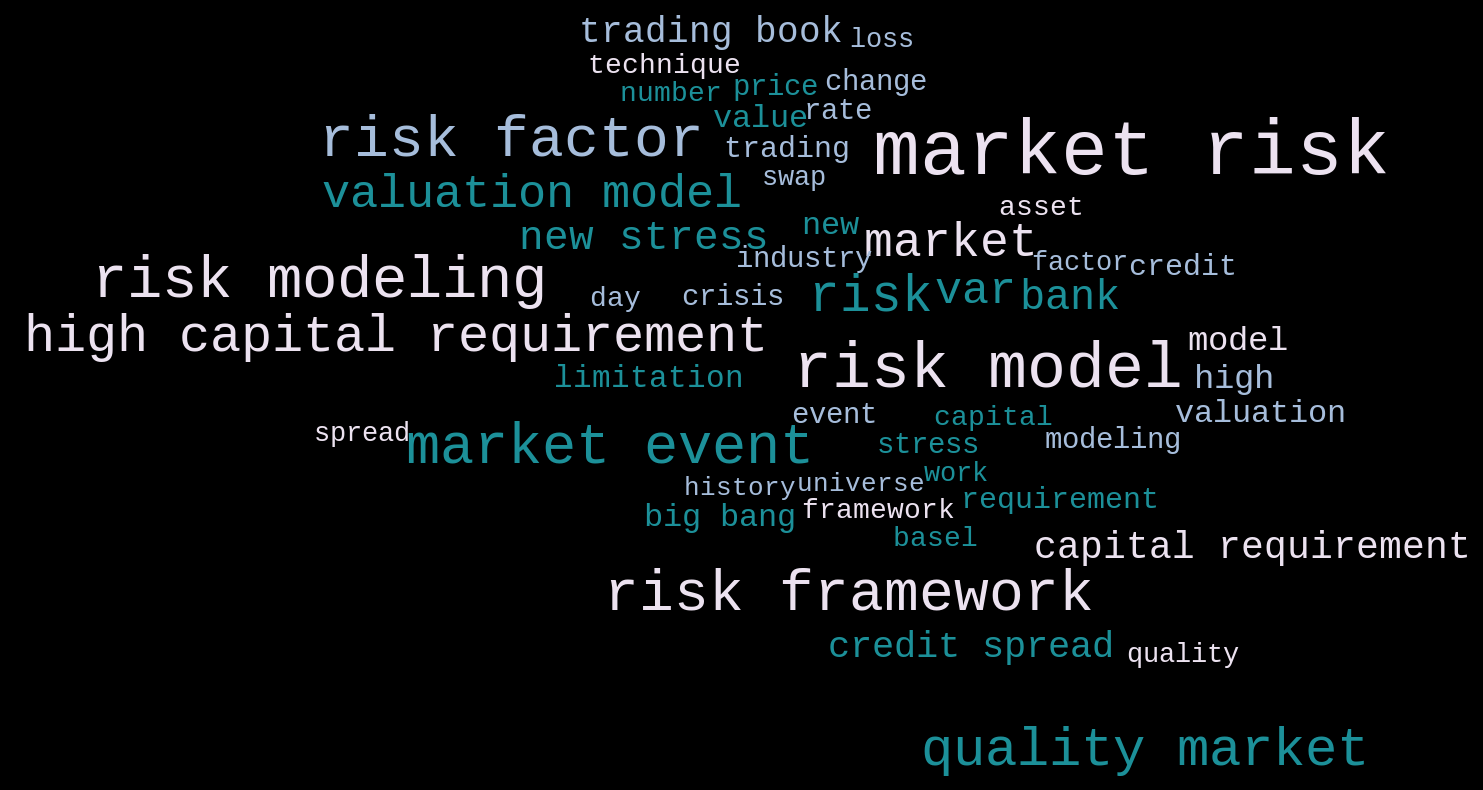 trading book
loss
technique
number
price
change
value
rate
risk factor
trading
market risk
swap
valuation model
asset
new stress
new
market
industry
factor
credit
risk modeling
day
crisis
risk
var
bank
high capital requirement
risk model
model
limitation
high
event
capital
valuation
spread
market event
stress
modeling
history
universe
work
big bang
framework
requirement
basel
capital requirement
risk framework
credit spread
quality
quality market